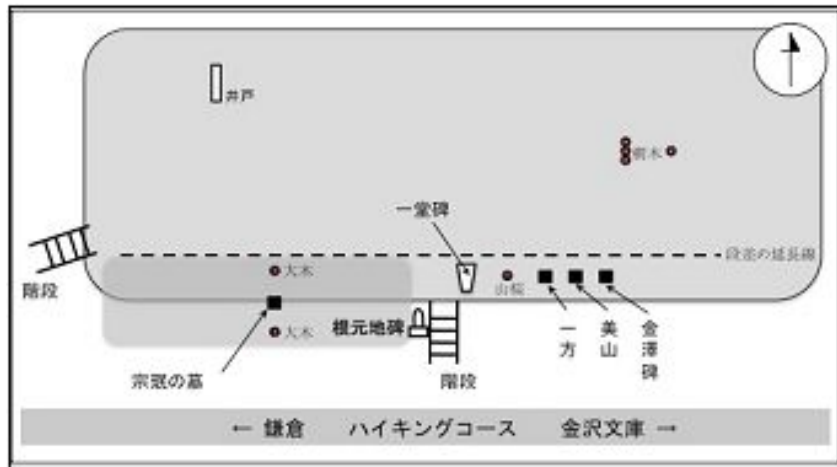 井戸
樹木
一堂碑
段差の延長線
階段
大木
山桜
一方
美山
金澤碑
大木
根元地碑
階段
宗冠の墓
← 鎌倉 ハイキングコース 金沢文庫 →